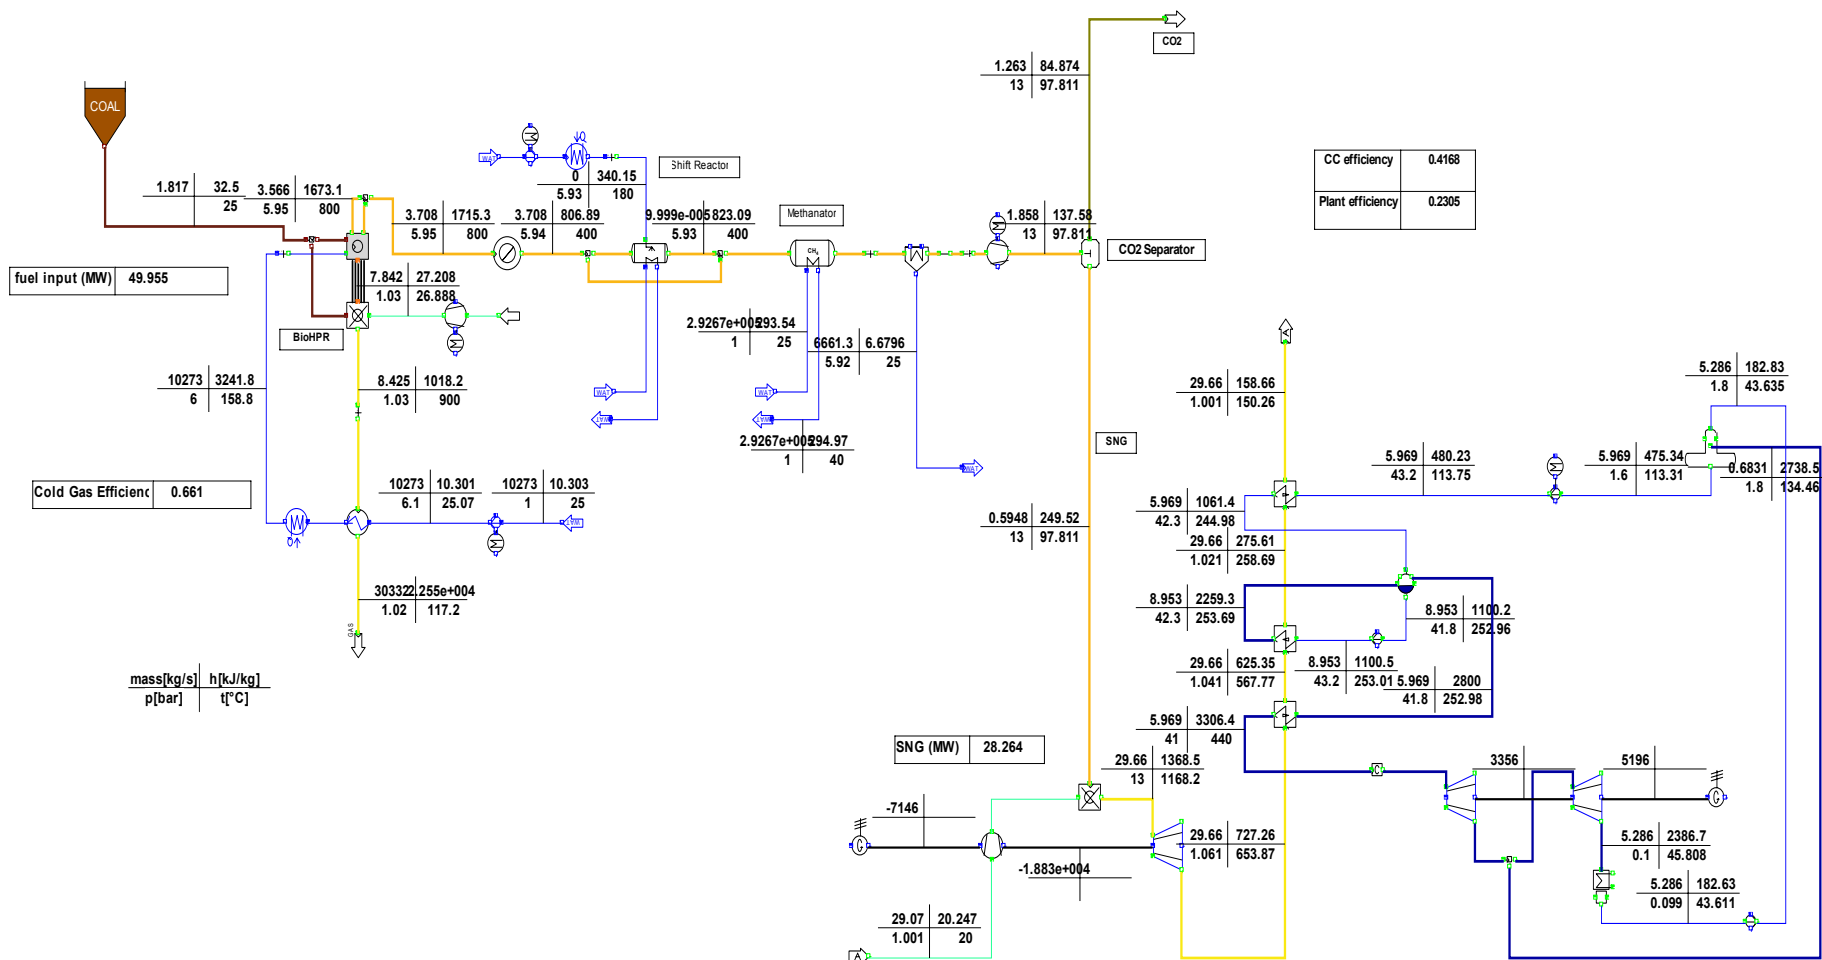 CO2
1.263 84.874
13 97.811
COAL
CC efficiency 0.4168
Plant efficiency 0.2305
M
Q
WAT
Shift Reactor
0 340.15
5.93 180
1.817 32.5
25
3.566 1673.1
5.95 800
3.708 1715.3
5.95 800
3.708 806.89
5.94 400
9.999e-005 823.09
5.93 400
Methanator
CH4
M
1.858 137.58
13 97.811
CO2 Separator
fuel input (MW) 49.955
7.842 27.208
1.03 26.888
M
BioHPR
2.9267e+005 293.54
1 25
6661.3 6.6796
5.92 25
10273 3241.8
6 158.8
8.425 1018.2
1.03 900
WAT
WAT
WAT
WAT
2.9267e+005 294.97
1 40
WAT
SNG
A
29.66 158.66
1.001 150.26
5.286 182.83
1.8 43.635
5.969 480.23
43.2 113.75
M
5.969 475.34
1.6 113.31
0.6831 2738.5
1.8 134.46
Cold Gas Efficienc 0.661
10273 10.301
6.1 25.07
10273 10.303
1 25
WAT
M
Q
0.5948 249.52
13 97.811
5.969 1061.4
42.3 244.98
29.66 275.61
1.021 258.69
8.953 2259.3
42.3 253.69
8.953 1100.2
41.8 252.96
30332 2.255e+004
1.02 117.2
GAS
29.66 625.35
1.041 567.77
8.953 1100.5
43.2 253.01
5.969 2800
41.8 252.98
mass[kg/s] h[kJ/kg]
p[bar] t[°C]
5.969 3306.4
41 440
SNG (MW) 28.264
29.66 1368.5
13 1168.2
C
3356
5196
G
-7146
G
29.66 727.26
1.061 653.87
-1.883e+004
5.286 2386.7
0.1 45.808
5.286 182.63
0.099 43.611
29.07 20.247
1.001 20
A